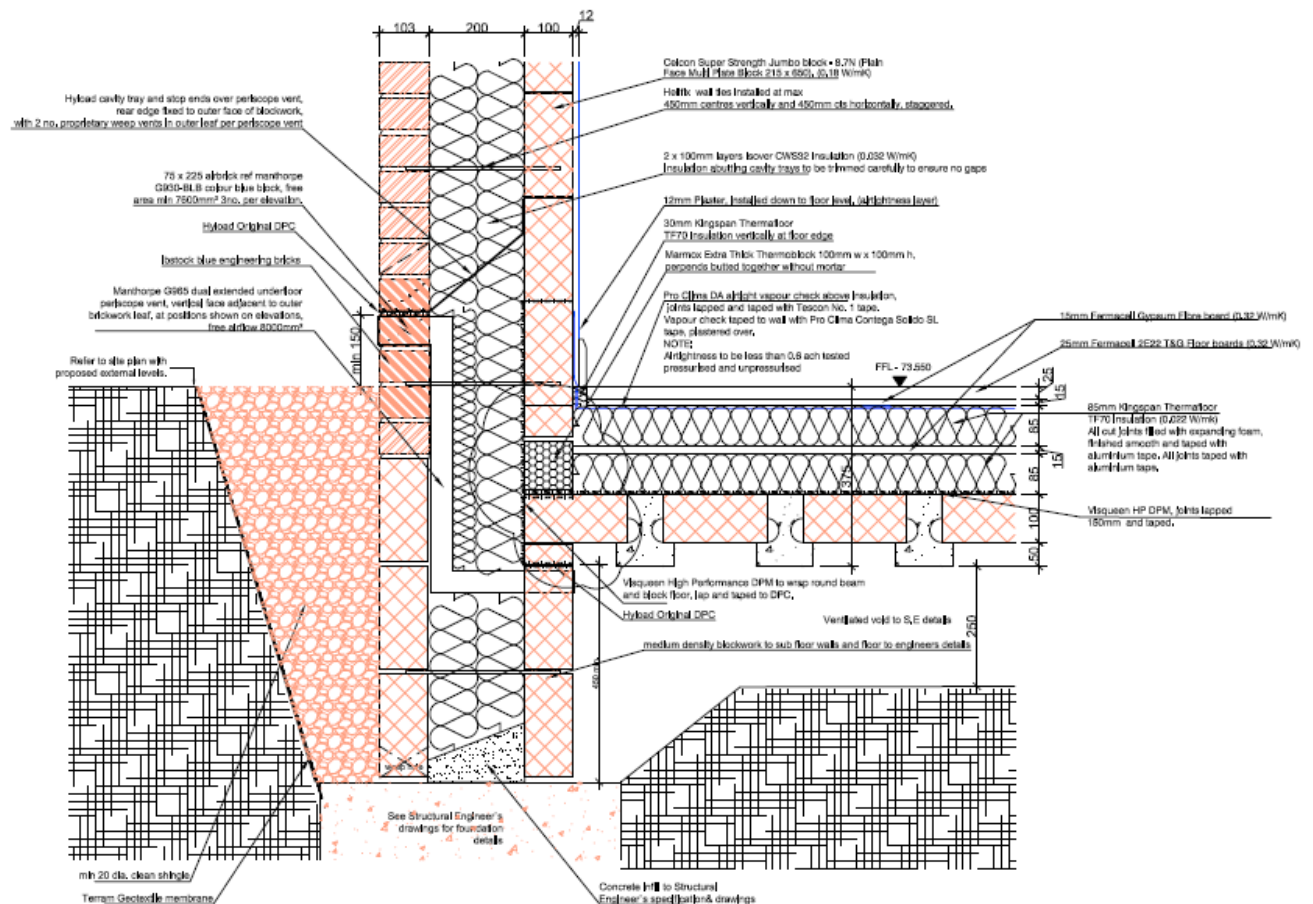 12
103
200
100
Celcon Super Strength Jumbo block - 8.7N (Plain
Face Multi Plate Block 215 x 650), (0.18 W/mK)
Helifix wall ties installed at max
450mm centres vertically and 450mm cts horizontally, staggered.
Hyload cavity tray and stop ends over periscope vent,
rear edge fixed to outer face of blockwork,
with 2 no. proprietary weep vents in outer leaf per periscope vent
2 x 100mm layers Isover CWS32 Insulation (0.032 W/mK)
Insulation abutting cavity trays to be trimmed carefully to ensure no gaps
75 x 225 airbrick ref manthorpe
G930-BLB colour blue block, free
area min 7600mm² 3no. per elevation.
12mm Plaster, installed down to floor level, (airtightness layer)
30mm Kingspan Thermafloor
TF70 Insulation vertically at floor edge
Hyload Original DPC
Marmox Extra Thick Thermoblock 100mm w x 100mm h,
perpends butted together without mortar
Ibstock blue engineering bricks
Manthorpe G965 dual extended underfloor
periscope vent, vertical face adjacent to outer
brickwork leaf, at positions shown on elevations,
free airflow 8000mm²
Pro Clima DA airtight vapour check above insulation,
joints lapped and taped with Tescon No. 1 tape.
Vapour check taped to wall with Pro Clima Contega Solido SL
tape, plastered over.
NOTE:
Airtightness to be less than 0.6 ach tested
pressurised and unpressurised
15mm Fermacell Gypsum Fibre board (0.32 W/mK)
25mm Fermacell 2E22 T&G Floor boards (0.32 W/mK)
min 150
Refer to site plan with
proposed external levels.
FFL - 73.550
25
15
85
15
85
100
50
375
85mm Kingspan Thermafloor
TF70 Insulation (0.022 W/mk)
All cut joints filled with expanding foam,
finished smooth and taped with
aluminium tape. All joints taped with
aluminium tape.
Visqueen HP DPM, joints lapped
150mm and taped.
Visqueen High Performance DPM to wrap round beam
and block floor, lap and taped to DPC.
Hyload Original DPC
Ventilated void to S.E details
250
medium density blockwork to sub floor walls and floor to engineers details
See Structural Engineer's
drawings for foundation
details
min 20 dia. clean shingle
Terram Geotextile membrane
Concrete infill to Structural
Engineer's specification& drawings